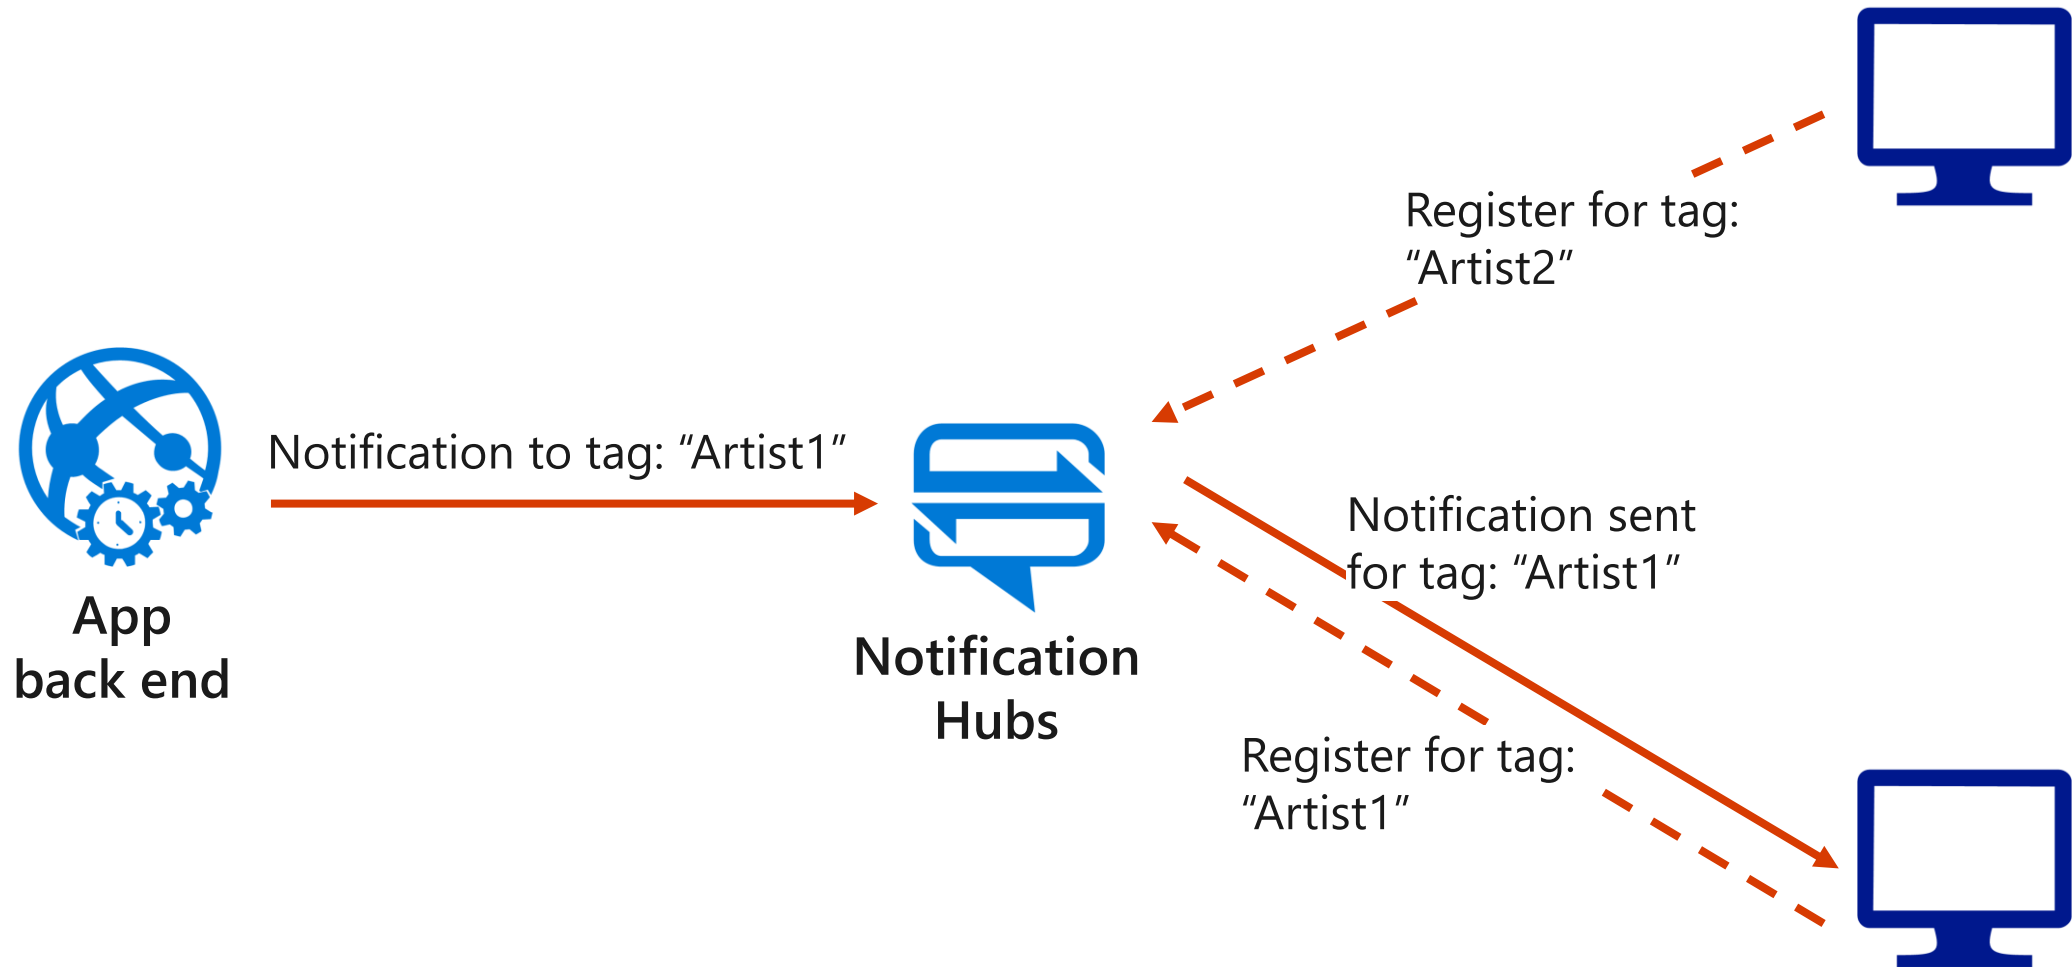 Register for tag:
“Artist2”
Notification to tag: “Artist1”
Notification sent
for tag: “Artist1”
App
back end
Notification
Hubs
Register for tag:
“Artist1”